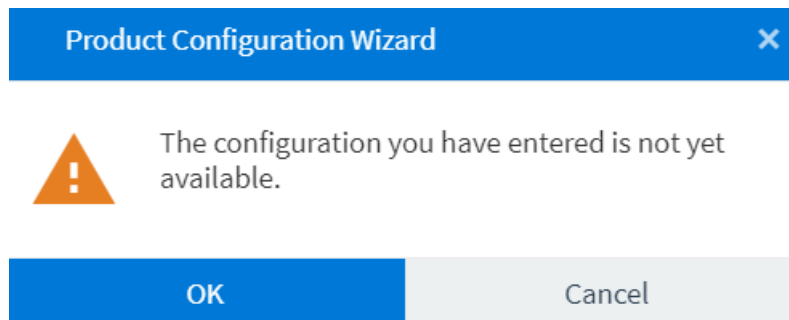 Product Configuration Wizard
The configuration you have entered is not yet
available.
OK
Cancel